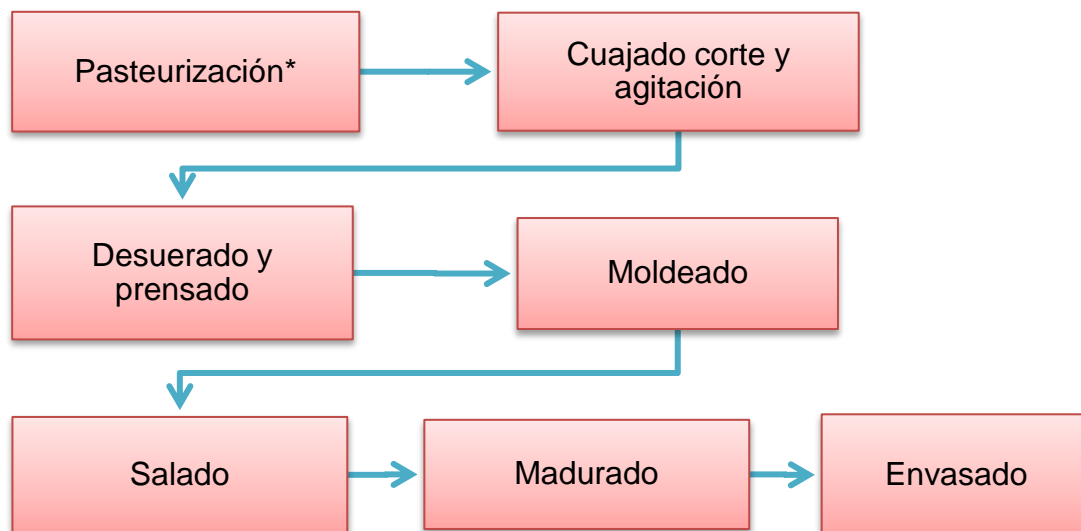 Pasteurización*
Cuajado corte y
agitación
Desuerado y
prensado
Moldeado
Salado
Madurado
Envasado